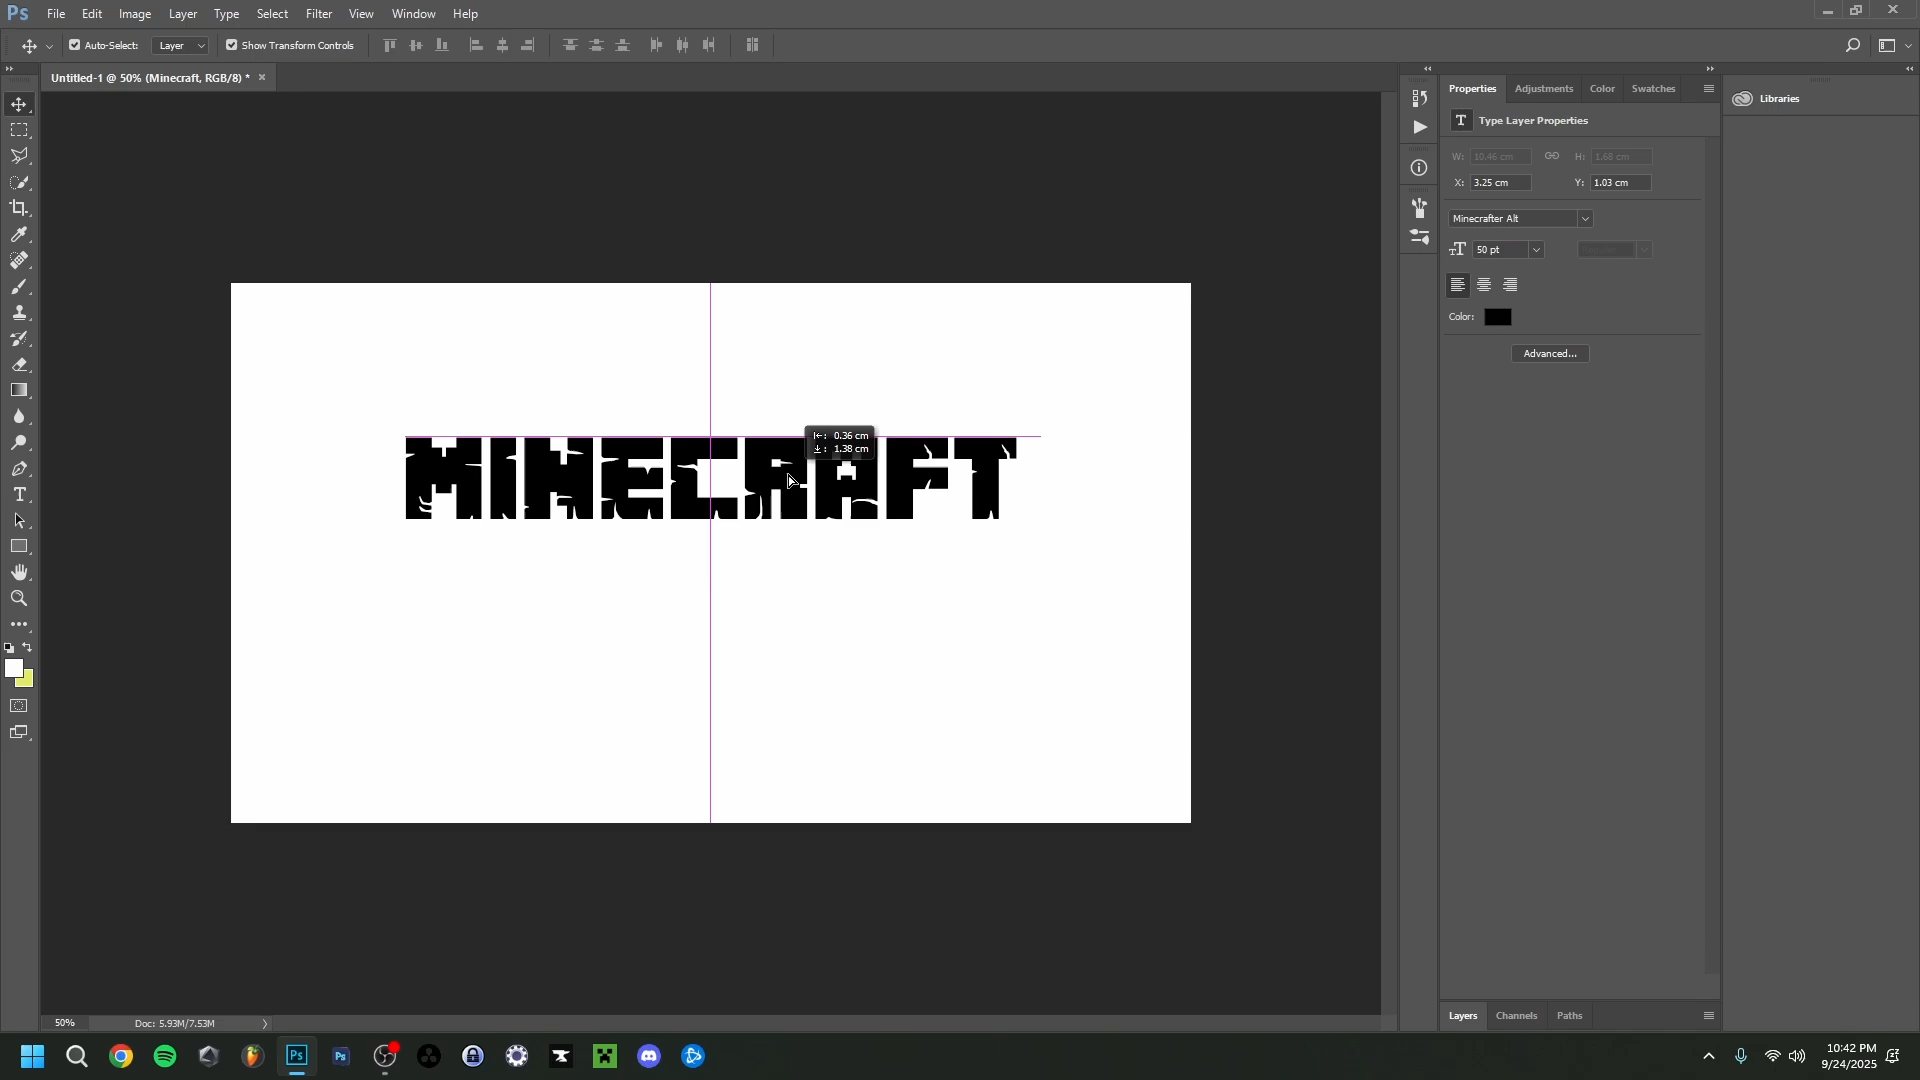 Ps File Edit Image Layer Type Select Filter View Window Help
Auto-Select: Layer Show Transform Controls
Untitled-1 @ 50% (Minecraft, RGB/8) *
Properties Adjustments Color Swatches
Libraries
T Type Layer Properties
W: 10.46 cm H: 1.68 cm
X: 3.25 cm Y: 1.03 cm
Minecrafter Alt
50 pt
Color:
Advanced...
MINECRAFT
0.36 cm
1.38 cm
50% Doc: 5.93M/7.53M
Layers Channels Paths
Ps Ps
10:42 PM
9/24/2025